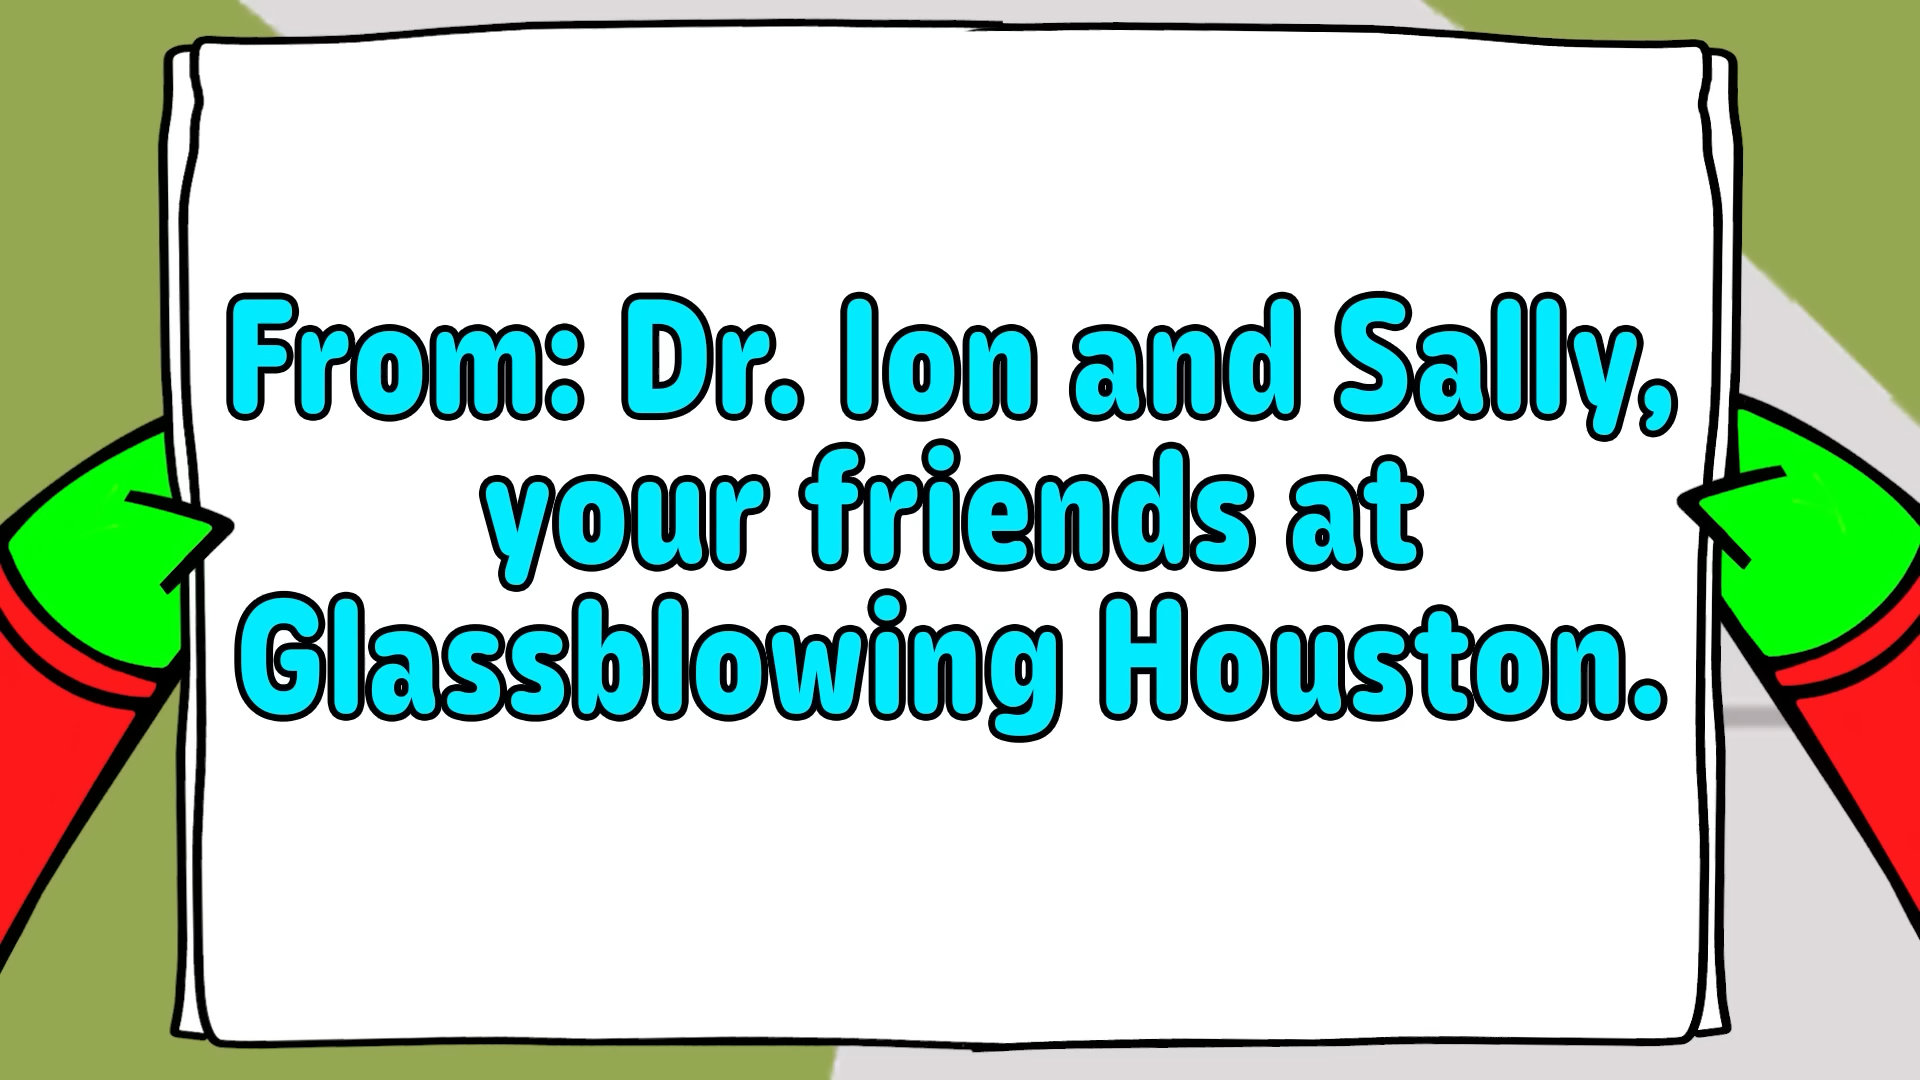 From: Dr. Ion and Sally,
your friends at
Glassblowing Houston.